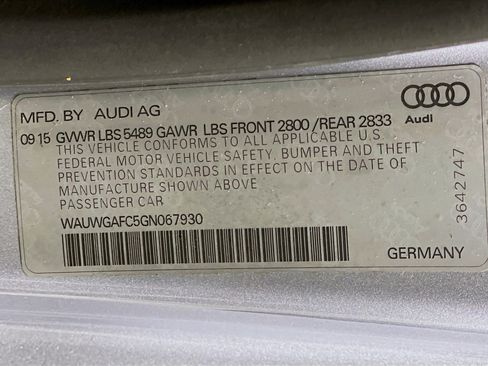 MFD. BY AUDI AG
Audi
09 15 GVWR LBS 5489 GAWR LBS FRONT 2800 /REAR 2833
THIS VEHICLE CONFORMS TO ALL APPLICABLE U.S.
FEDERAL MOTOR VEHICLE SAFETY, BUMPER AND THEFT
PREVENTION STANDARDS IN EFFECT ON THE DATE OF
MANUFACTURE SHOWN ABOVE
PASSENGER CAR
WAUWGAFC5GN067930
3642747
GERMANY